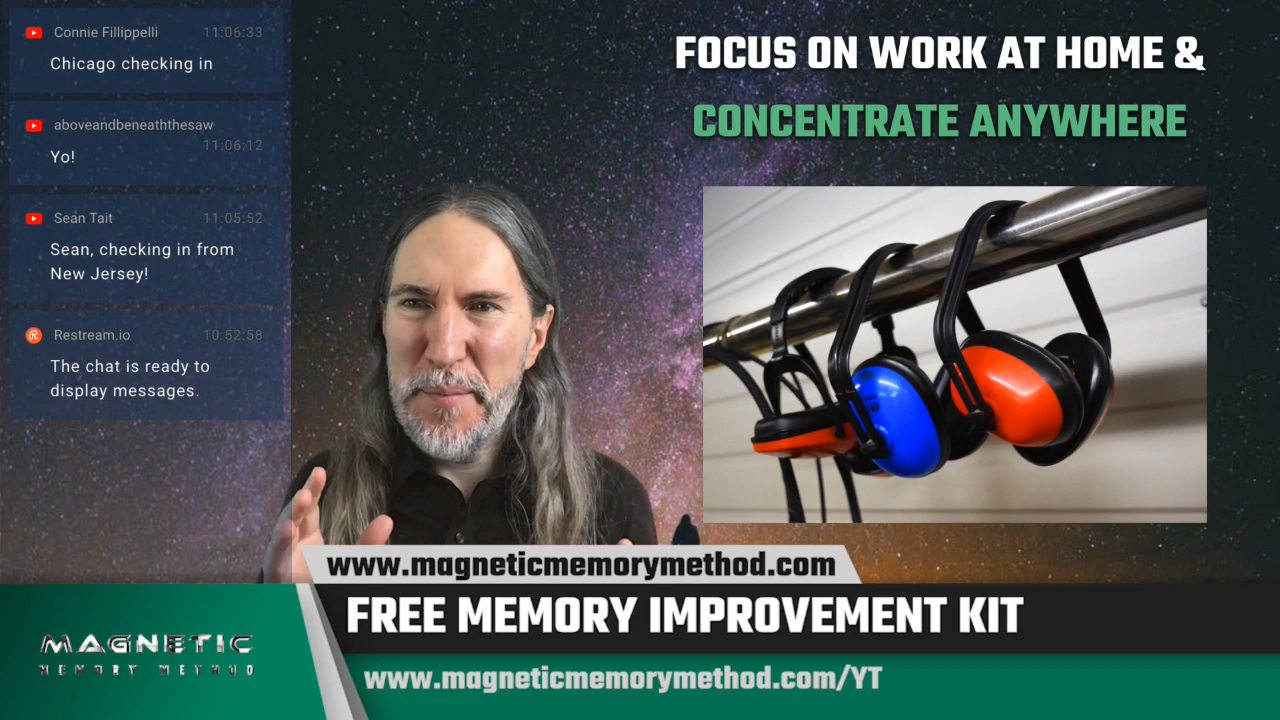 Connie Fillippelli 11:06:33
Chicago checking in
aboveandbeneaththesaw
11:06:12
Yo!
Sean Tait 11:05:52
Sean, checking in from
New Jersey!
Restream.io 10:52:58
The chat is ready to
display messages.
FOCUS ON WORK AT HOME &
CONCENTRATE ANYWHERE
www.magneticmemorymethod.com
FREE MEMORY IMPROVEMENT KIT
MAGNETIC
MEMORY METHOD
www.magneticmemorymethod.com/YT